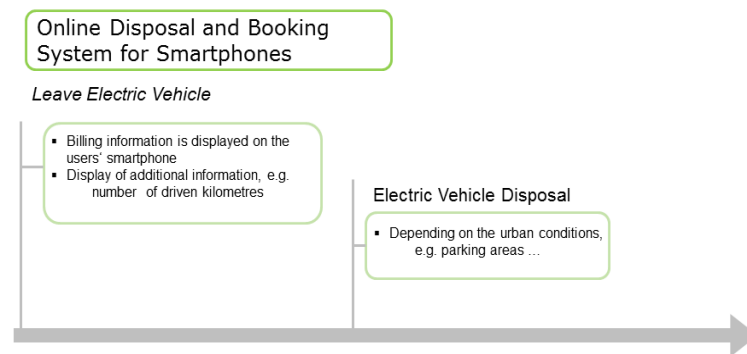 Online Disposal and Booking
System for Smartphones
Leave Electric Vehicle
▪ Billing information is displayed on the
users‘ smartphone
▪ Display of additional information, e.g.
number of driven kilometres
Electric Vehicle Disposal
▪ Depending on the urban conditions,
e.g. parking areas ...